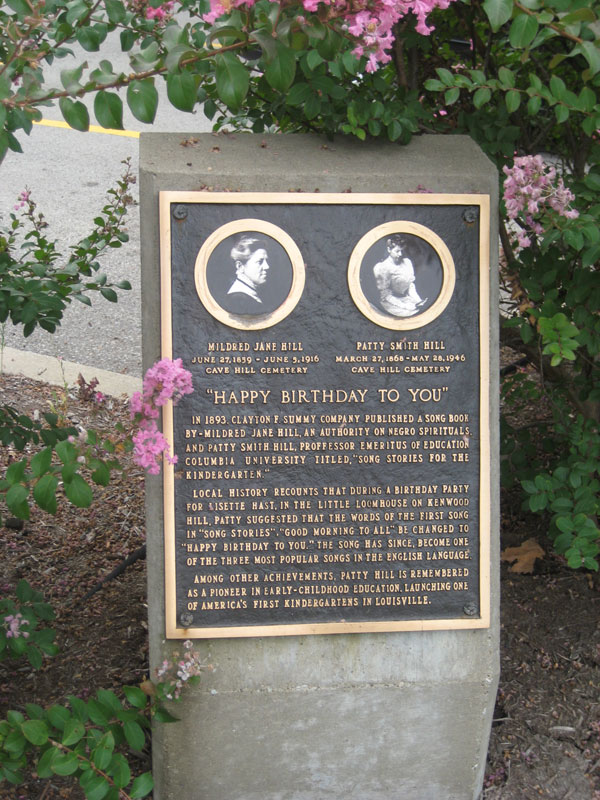 MILDRED JANE HILL
JUNE 27, 1859 - JUNE 5, 1916
CAVE HILL CEMETERY
PATTY SMITH HILL
MARCH 27, 1868 - MAY 28, 1946
CAVE HILL CEMETERY
"HAPPY BIRTHDAY TO YOU"
IN 1893, CLAYTON F. SUMMY COMPANY PUBLISHED A SONG BOOK
BY - MILDRED JANE HILL, AN AUTHORITY ON NEGRO SPIRITUALS,
AND PATTY SMITH HILL, PROFFESSOR EMERITUS OF EDUCATION,
COLUMBIA UNIVERSITY TITLED, "SONG STORIES FOR THE
KINDERGARTEN."
LOCAL HISTORY RECOUNTS THAT DURING A BIRTHDAY PARTY
FOR LISETTE HAST, IN THE LITTLE LOOMHOUSE ON KENWOOD
HILL, PATTY SUGGESTED THAT THE WORDS OF THE FIRST SONG
IN "SONG STORIES", "GOOD MORNING TO ALL" BE CHANGED TO
"HAPPY BIRTHDAY TO YOU." THE SONG HAS SINCE, BECOME ONE
OF THE THREE MOST POPULAR SONGS IN THE ENGLISH LANGUAGE.
AMONG OTHER ACHIEVEMENTS, PATTY HILL IS REMEMBERED
AS A PIONEER IN EARLY-CHILDHOOD EDUCATION, LAUNCHING ONE
OF AMERICA'S FIRST KINDERGARTENS IN LOUISVILLE.